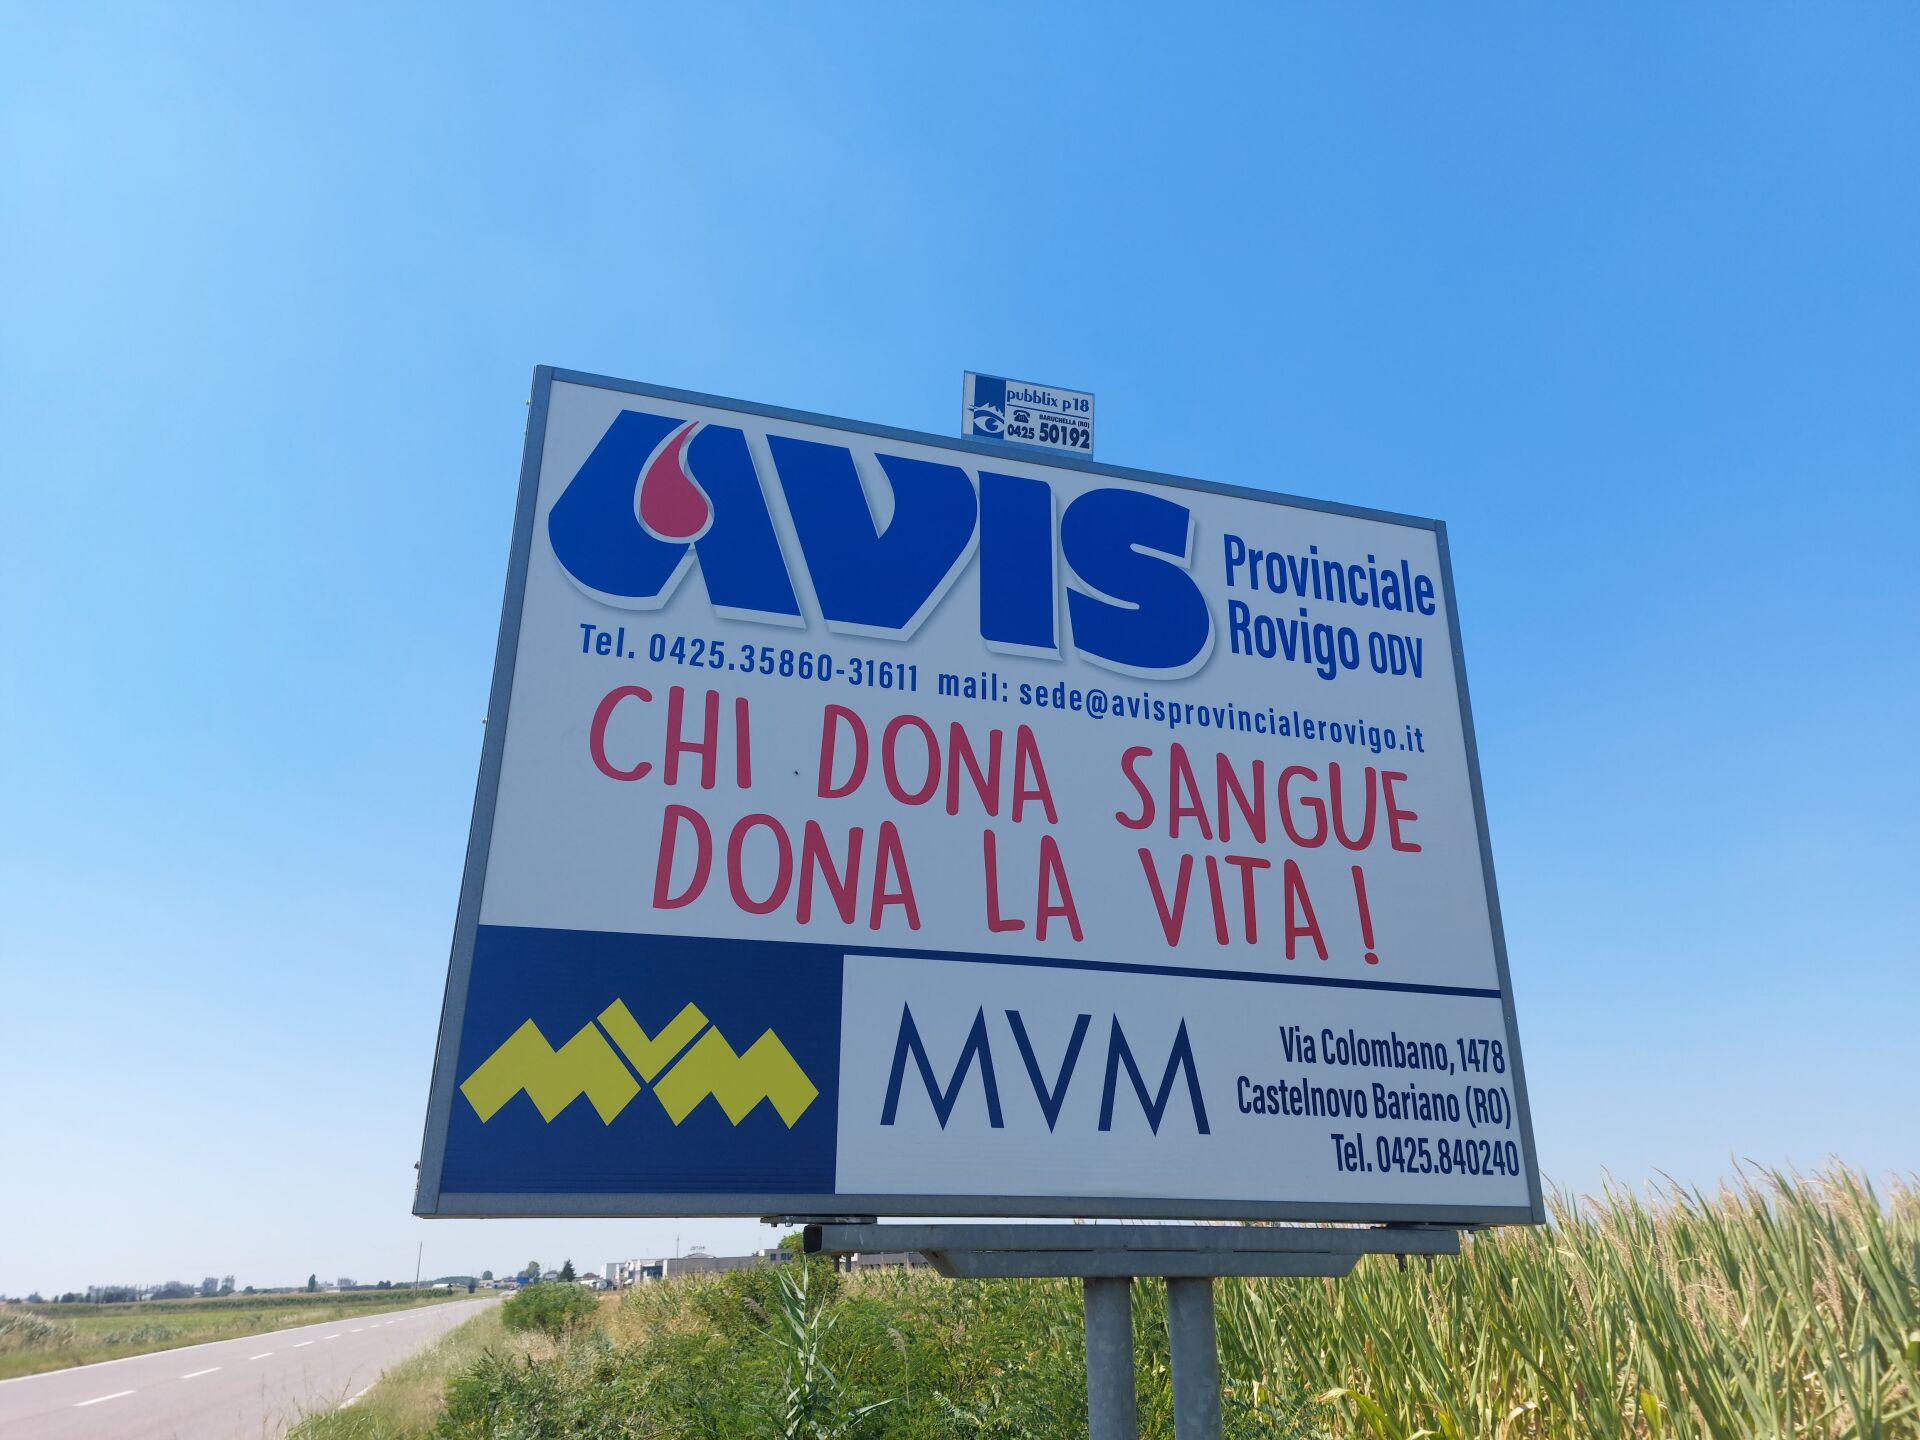 pubblix p18
BARUCHELLA (RO)
0425 50192
AVIS
Provinciale
Rovigo ODV
Tel. 0425.35860-31611 mail: sede@avisprovincialerovigo.it
CHI DONA SANGUE
DONA LA VITA!
MVM
MVM
Via Colombano, 1478
Castelnovo Bariano (RO)
Tel. 0425.840240